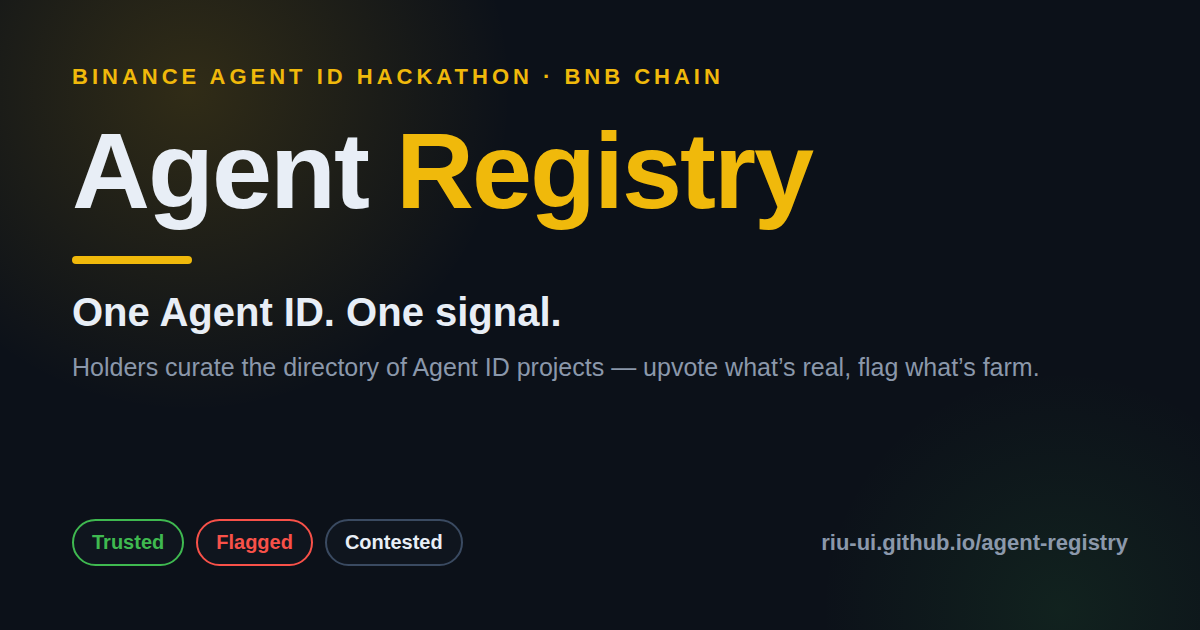 BINANCE AGENT ID HACKATHON · BNB CHAIN
Agent Registry
One Agent ID. One signal.
Holders curate the directory of Agent ID projects — upvote what’s real, flag what’s farm.
Trusted Flagged Contested riu-ui.github.io/agent-registry